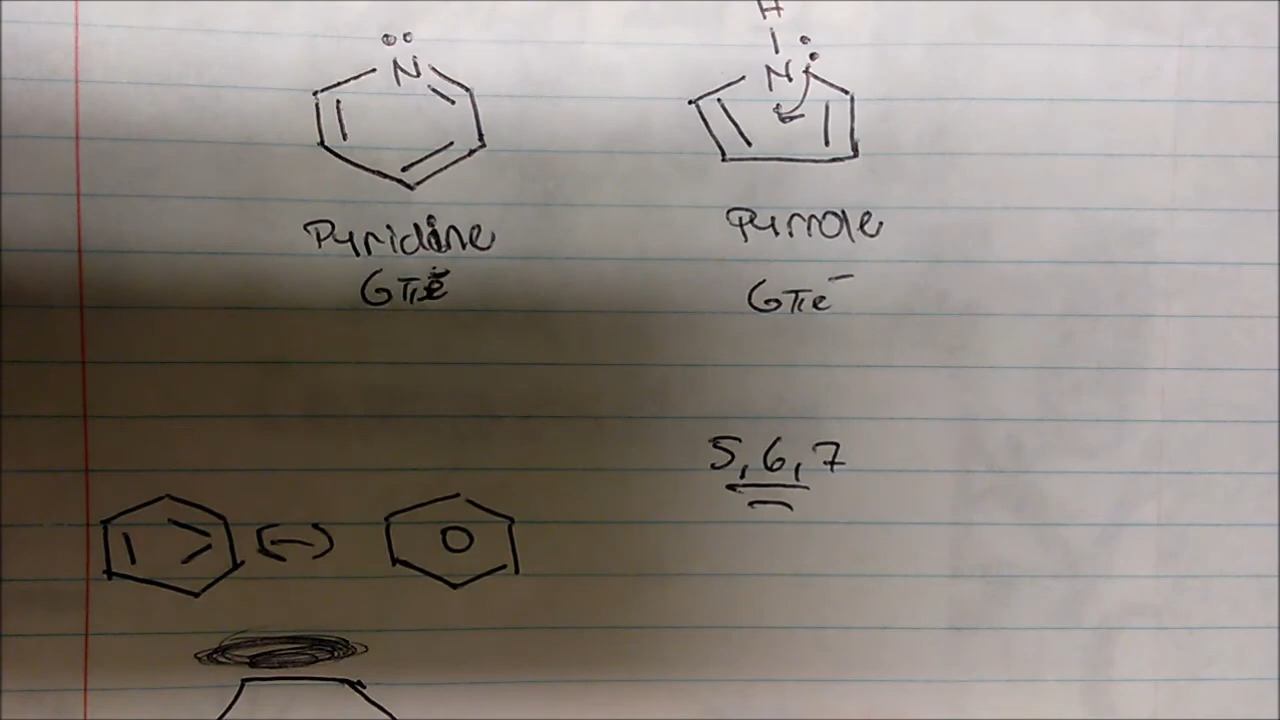 H
N N
Pyridine Pyrrole
6πe⁻ 6πe⁻
5, 6, 7